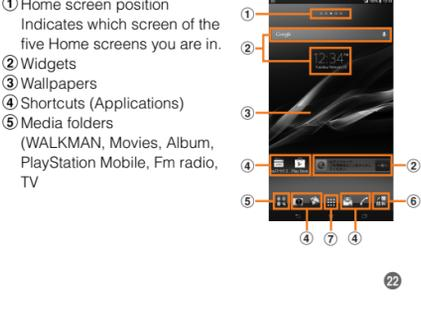 ① Home screen position
Indicates which screen of the
five Home screens you are in.
② Widgets
③ Wallpapers
④ Shortcuts (Applications)
⑤ Media folders
(WALKMAN, Movies, Album,
PlayStation Mobile, Fm radio,
TV
①
②
Google
12:34
③
④
Play Store
②
⑤
⑥
④ ⑦ ④
22